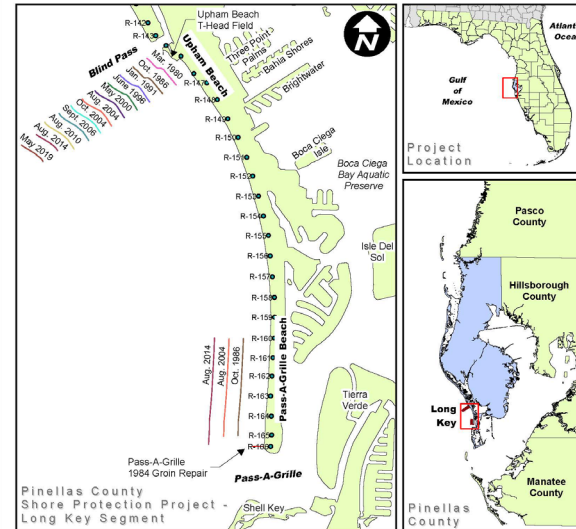 R-142
R-143
Upham Beach
T-Head Field
Blind Pass
Upham Beach
Three Point
Palms
Bahia Shores
Brightwater
Mar. 1980
Oct. 1986
Jan. 1991
June 1996
May 2000
Aug. 2004
Oct. 2004
Sept. 2006
Aug. 2010
Aug. 2014
May 2019
R-147
R-148
R-149
R-150
R-151
R-152
R-153
R-154
R-155
R-156
R-157
R-158
R-159
R-160
R-161
R-162
R-163
R-164
R-165
R-166
Boca Ciega
Isle
Boca Ciega
Bay Aquatic
Preserve
Isle Del
Sol
Pass-A-Grille Beach
Aug. 2014
Aug. 2004
Oct. 1986
Tierra
Verde
Pass-A-Grille
1984 Groin Repair
Pass-A-Grille
Shell Key
Pinellas County
Shore Protection Project -
Long Key Segment
N
Atlantic
Ocean
Gulf
of
Mexico
Project
Location
Pasco
County
Hillsborough
County
Long
Key
Manatee
County
Pinellas
County